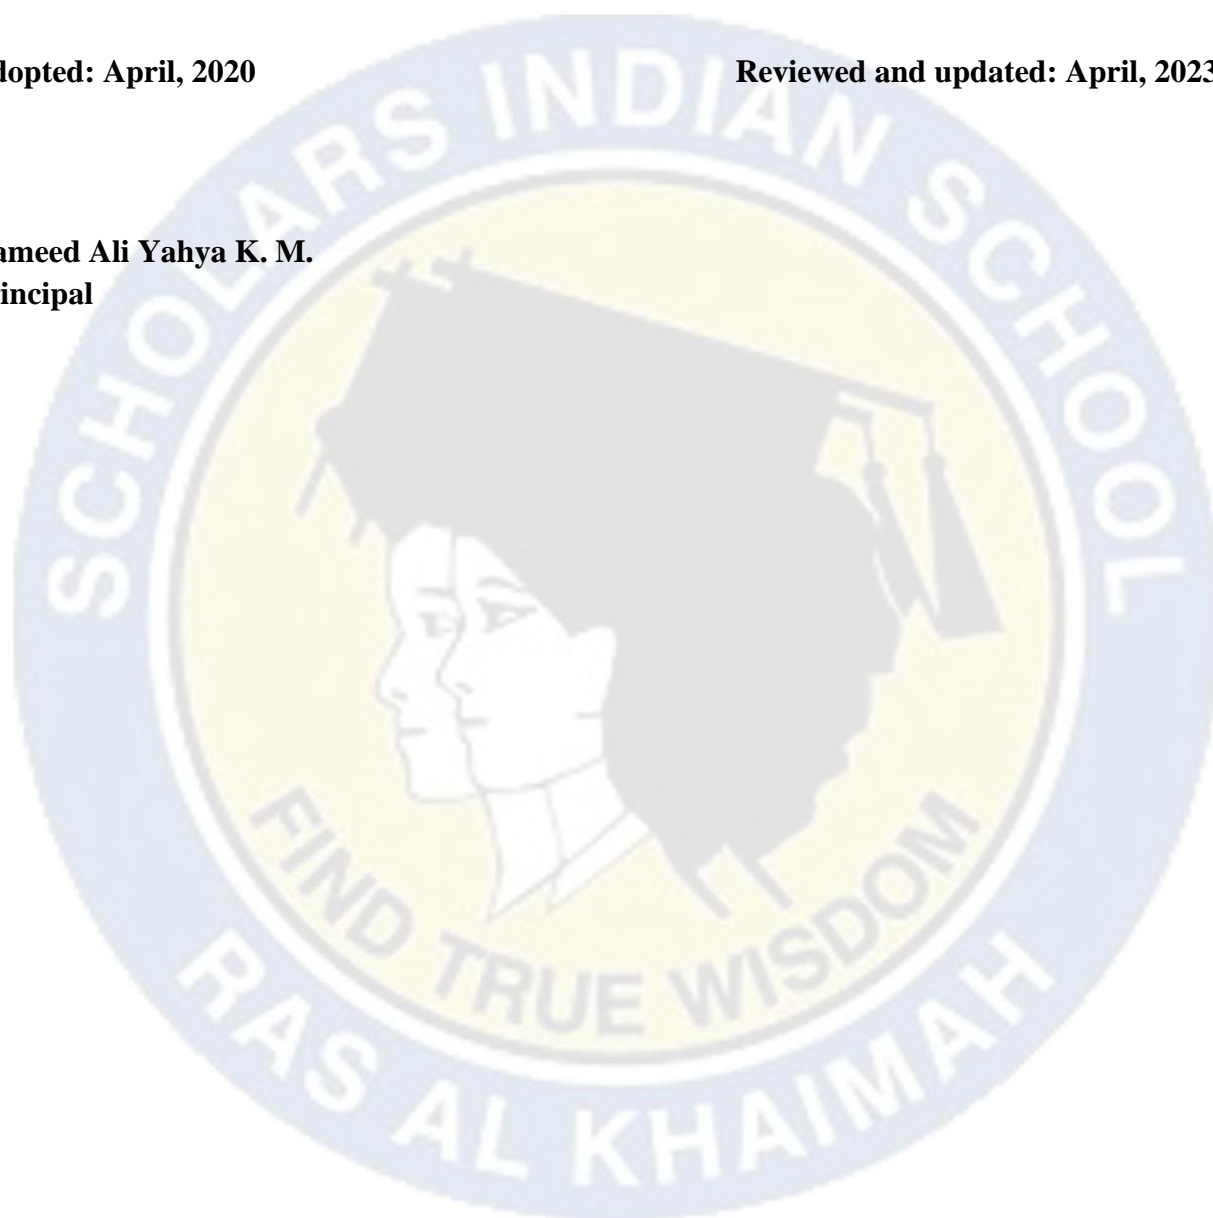 dopted: April, 2020 Reviewed and updated: April, 2023
ameed Ali Yahya K. M.
incipal
SCHOLARS INDIAN SCHOOL
FIND TRUE WISDOM
RAS AL KHAIMAH